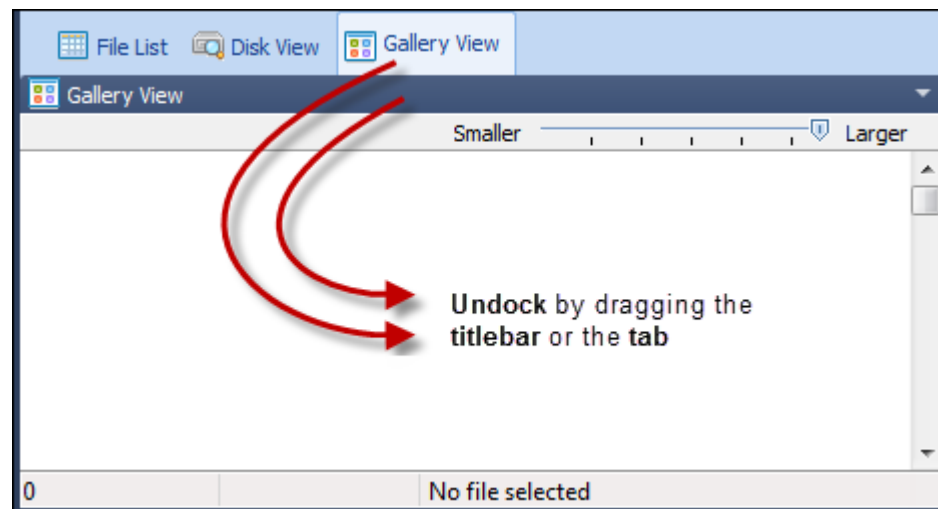 File List Disk View Gallery View
Gallery View
Smaller Larger
Undock by dragging the
titlebar or the tab
0 No file selected